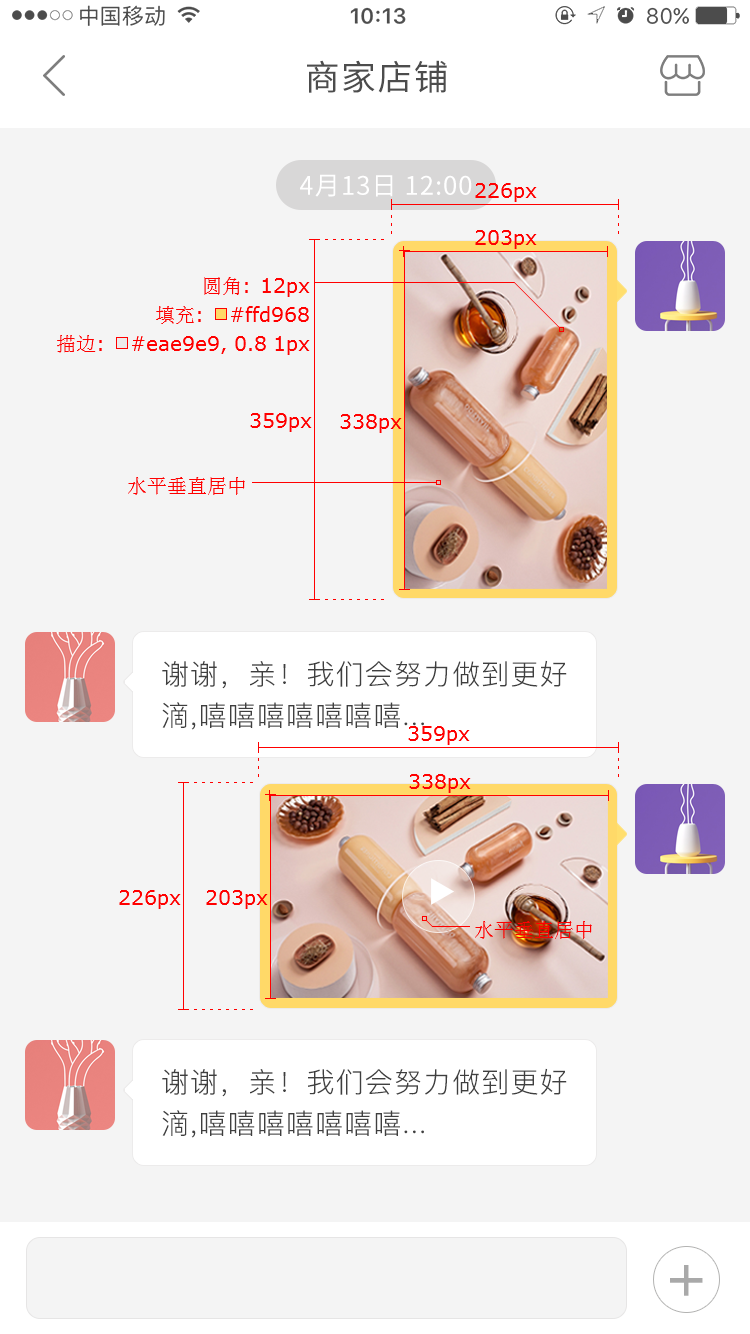 中国移动
10:13
80%
商家店铺
4月13日 12:00
226px
203px
圆角: 12px
填充: #ffd968
描边: #eae9e9, 0.8 1px
359px
338px
水平垂直居中
谢谢，亲！我们会努力做到更好
滴,嘻嘻嘻嘻嘻嘻嘻...
359px
338px
226px
203px
水平垂直居中
谢谢，亲！我们会努力做到更好
滴,嘻嘻嘻嘻嘻嘻嘻...